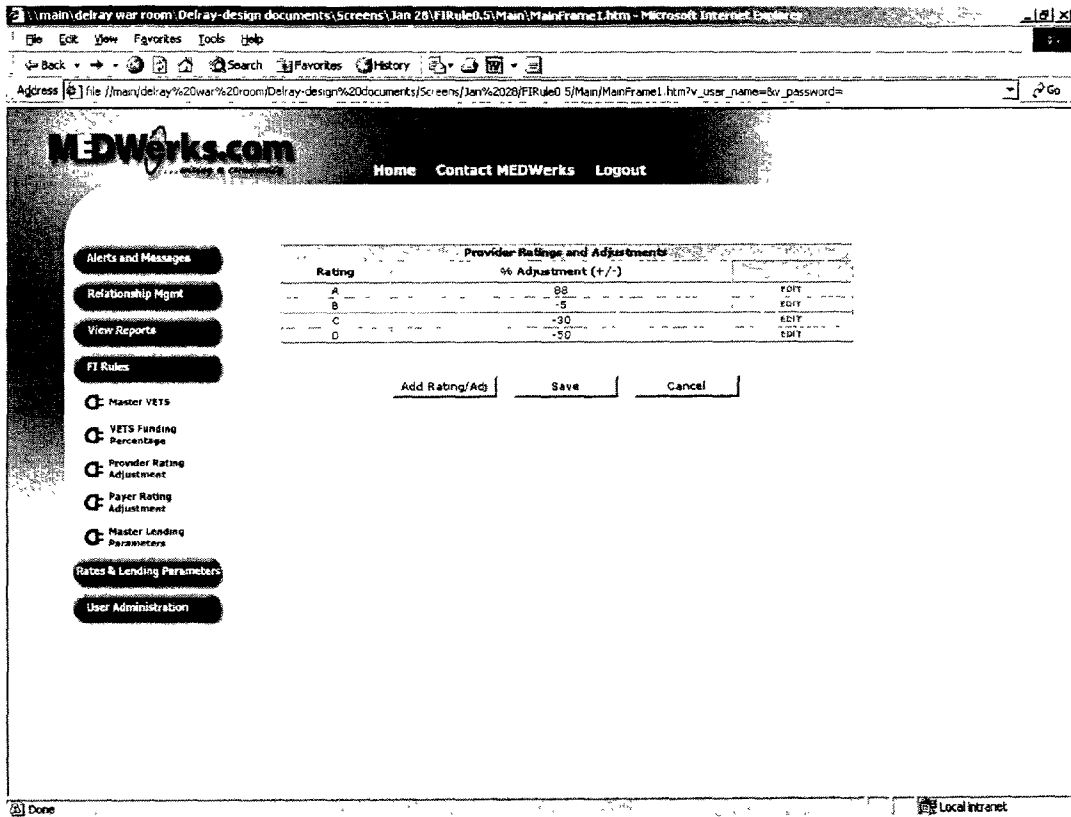 \\main\delray war room\Delray-design documents\Screens\Jan 28\FIRule0.5\Main\MainFrame1.htm - Microsoft Internet Explorer
File Edit View Favorites Tools Help
Back Search Favorites History
Address file://main/delray%20war%20room/Delray-design%20documents/Screens/Jan%2028/FIRule0.5/Main/MainFrame1.htm?v_user_name=&v_password= Go
MEDWerks.com
Home Contact MEDWerks Logout
Alerts and Messages
Relationship Mgmt
View Reports
FI Rules
Master VETS
VETS Funding
Percentage
Provider Rating
Adjustment
Payer Rating
Adjustment
Master Lending
Parameters
Rates & Lending Parameters
User Administration
Provider Ratings and Adjustments
Rating % Adjustment (+/-)
A 88 EDIT
B -5 EDIT
C -30 EDIT
D -50 EDIT
Add Rating/Adj Save Cancel
Done Local intranet